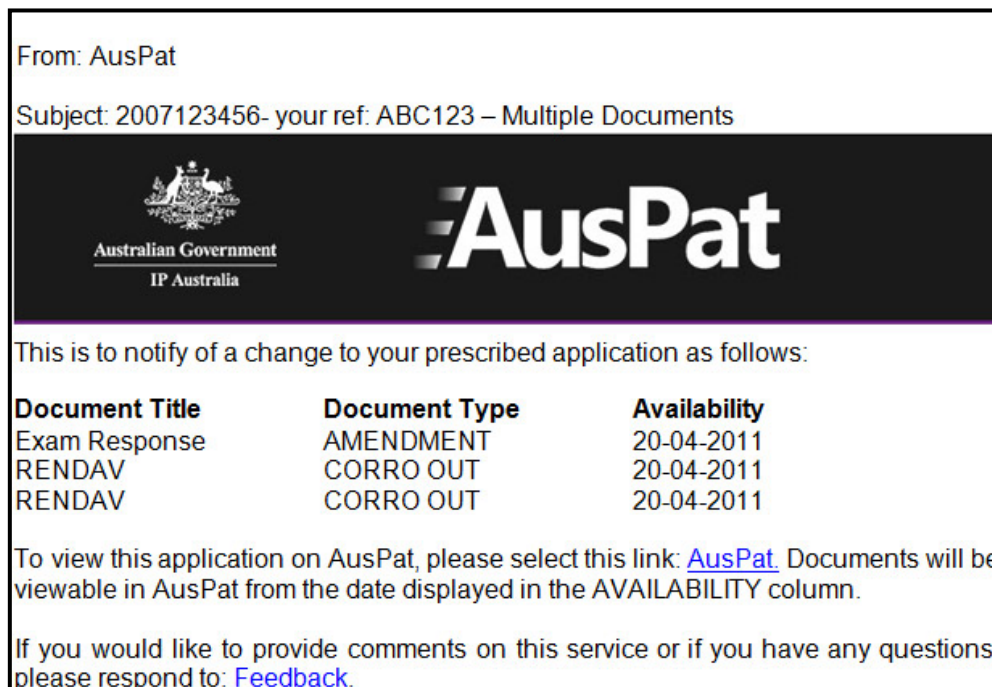 From: AusPat
Subject: 2007123456- your ref: ABC123 – Multiple Documents
Australian Government
IP Australia
AusPat
This is to notify of a change to your prescribed application as follows:
Document Title Document Type Availability
Exam Response AMENDMENT 20-04-2011
RENDAV CORRO OUT 20-04-2011
RENDAV CORRO OUT 20-04-2011
To view this application on AusPat, please select this link: AusPat. Documents will be
viewable in AusPat from the date displayed in the AVAILABILITY column.
If you would like to provide comments on this service or if you have any questions
please respond to: Feedback.